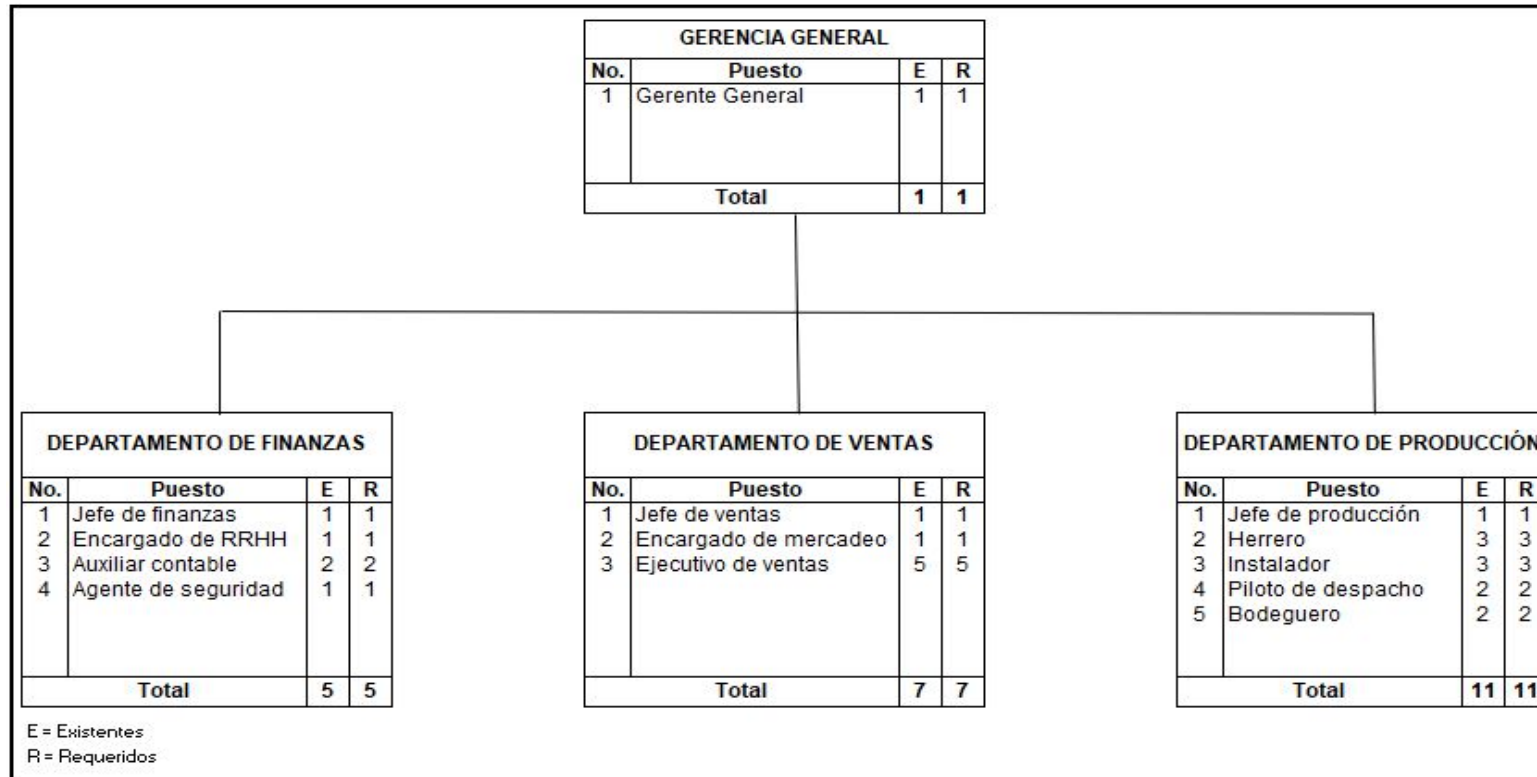 GERENCIA GENERAL
No. Puesto E R
1 Gerente General 1 1
Total 1 1
DEPARTAMENTO DE FINANZAS
No. Puesto E R
1 Jefe de finanzas 1 1
2 Encargado de RRHH 1 1
3 Auxiliar contable 2 2
4 Agente de seguridad 1 1
Total 5 5
DEPARTAMENTO DE VENTAS
No. Puesto E R
1 Jefe de ventas 1 1
2 Encargado de mercadeo 1 1
3 Ejecutivo de ventas 5 5
Total 7 7
DEPARTAMENTO DE PRODUCCIÓN
No. Puesto E R
1 Jefe de producción 1 1
2 Herrero 3 3
3 Instalador 3 3
4 Piloto de despacho 2 2
5 Bodeguero 2 2
Total 11 11
E = Existentes
R = Requeridos